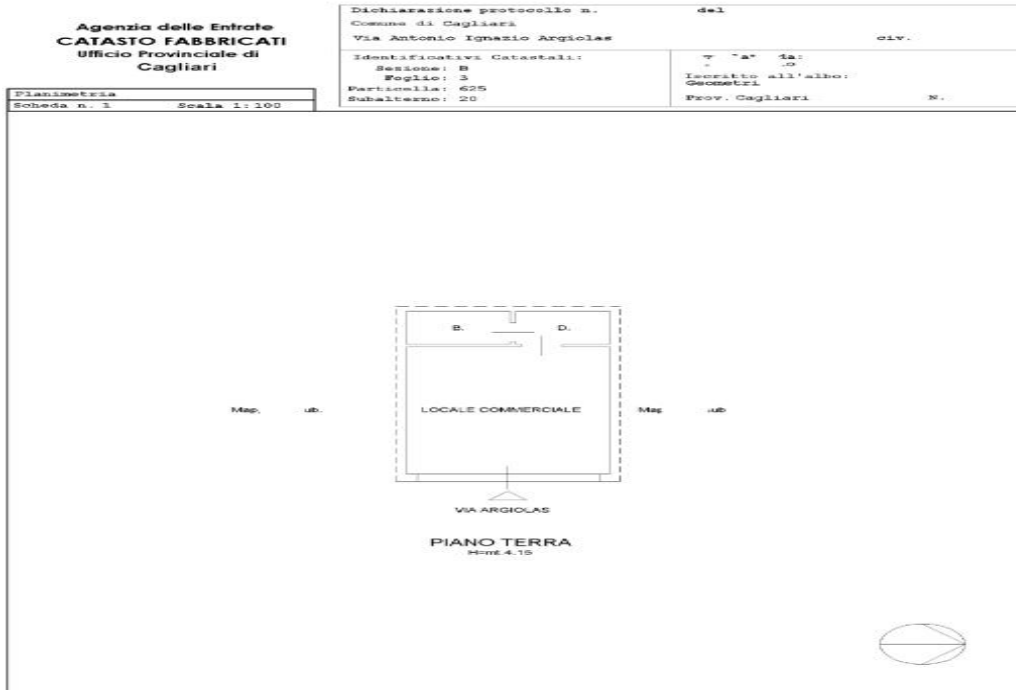 Agenzia delle Entrate
CATASTO FABBRICATI
Ufficio Provinciale di
Cagliari
Planimetria
Scheda n. 1 Scala 1:100
Dichiarazione protocollo n. del
Comune di Cagliari
Via Antonio Ignazio Argiolas civ.
Identificativi Catastali:
Sezione: B
Foglio: 3
Particella: 625
Subalterno: 20
Iscritto all'albo:
Geometri
Prov. Cagliari N.
B. D.
Map. ub. LOCALE COMMERCIALE Map ub
VIA ARGIOLAS
PIANO TERRA
H=mt.4.15